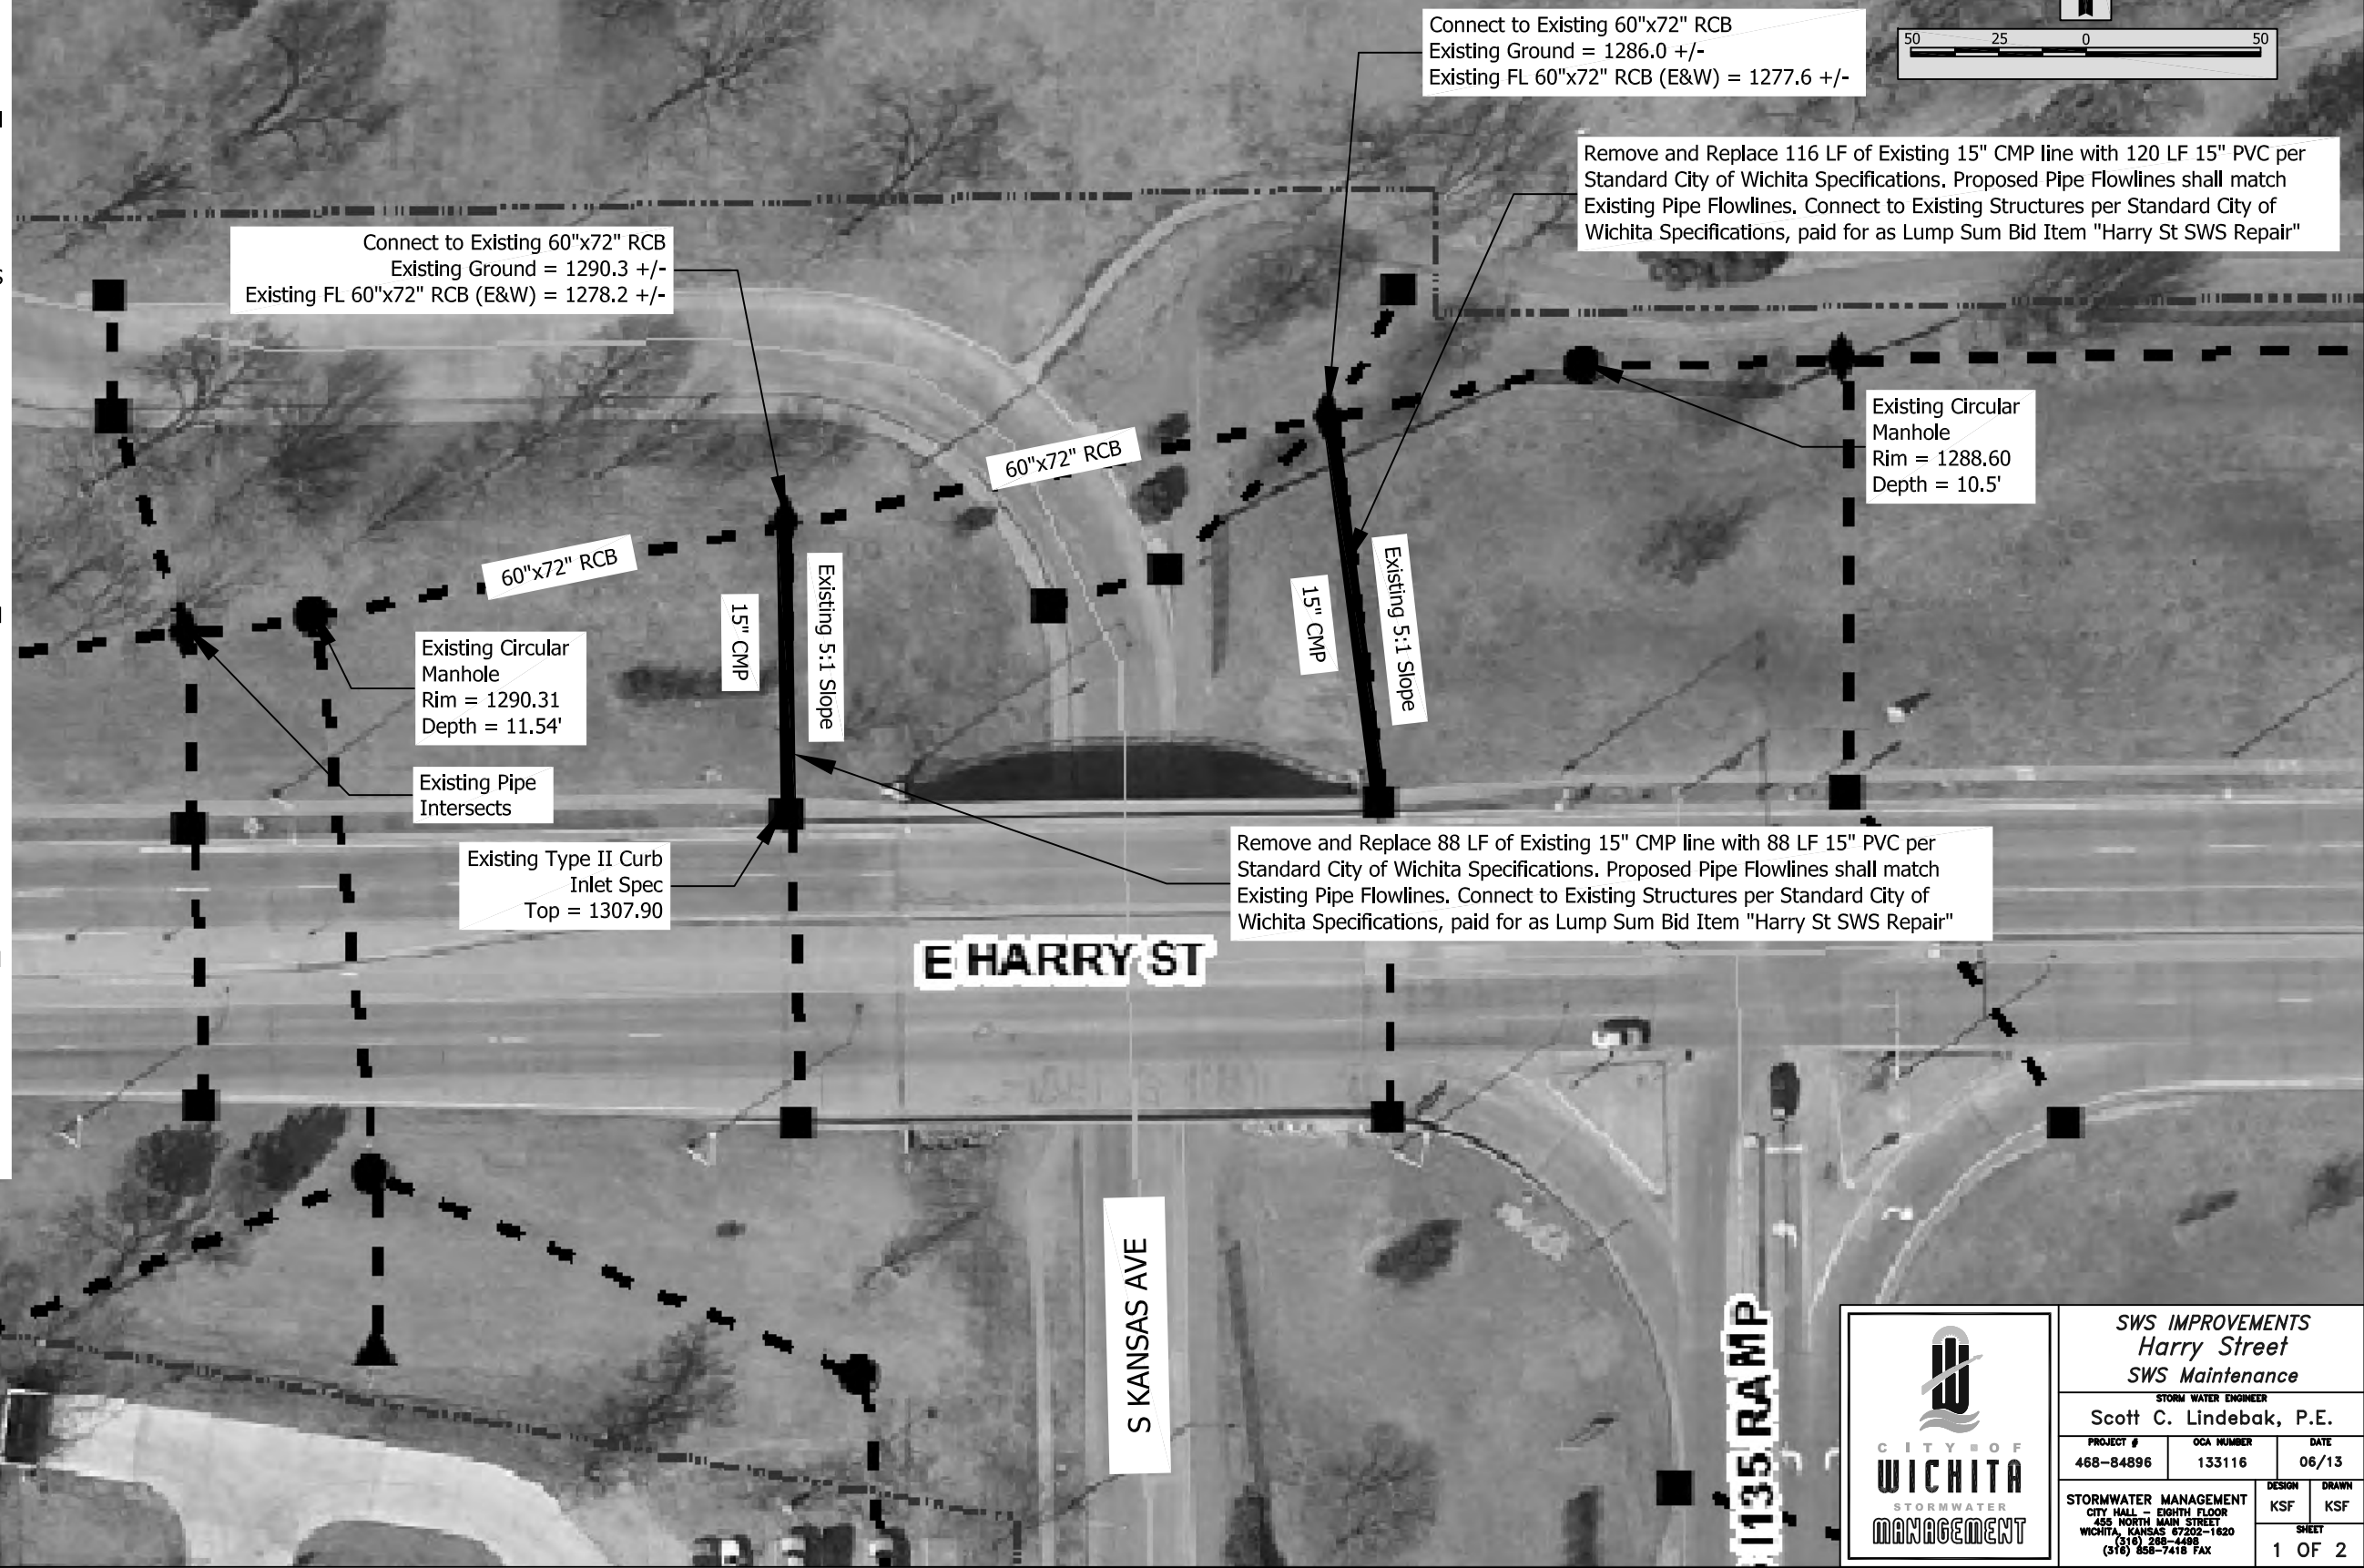 Connect to Existing 60"x72" RCB
Existing Ground = 1286.0 +/-
Existing FL 60"x72" RCB (E&W) = 1277.6 +/-
50 25 0 50
Remove and Replace 116 LF of Existing 15" CMP line with 120 LF 15" PVC per
Standard City of Wichita Specifications. Proposed Pipe Flowlines shall match
Existing Pipe Flowlines. Connect to Existing Structures per Standard City of
Wichita Specifications, paid for as Lump Sum Bid Item "Harry St SWS Repair"
Connect to Existing 60"x72" RCB
Existing Ground = 1290.3 +/-
Existing FL 60"x72" RCB (E&W) = 1278.2 +/-
60"x72" RCB
Existing Circular
Manhole
Rim = 1288.60
Depth = 10.5'
60"x72" RCB
15" CMP
Existing 5:1 Slope
15" CMP
Existing 5:1 Slope
Existing Circular
Manhole
Rim = 1290.31
Depth = 11.54'
Existing Pipe
Intersects
Existing Type II Curb
Inlet Spec
Top = 1307.90
Remove and Replace 88 LF of Existing 15" CMP line with 88 LF 15" PVC per
Standard City of Wichita Specifications. Proposed Pipe Flowlines shall match
Existing Pipe Flowlines. Connect to Existing Structures per Standard City of
Wichita Specifications, paid for as Lump Sum Bid Item "Harry St SWS Repair"
E HARRY ST
S KANSAS AVE
I135 RAMP
CITY OF
WICHITA
STORMWATER
MANAGEMENT
SWS IMPROVEMENTS
Harry Street
SWS Maintenance
STORM WATER ENGINEER
Scott C. Lindebak, P.E.
PROJECT # OCA NUMBER DATE
468-84896 133116 06/13
STORMWATER MANAGEMENT
CITY HALL - EIGHTH FLOOR
455 NORTH MAIN STREET
WICHITA, KANSAS 67202-1620
(316) 268-4498
(316) 858-7418 FAX
DESIGN DRAWN
KSF KSF
SHEET
1 OF 2